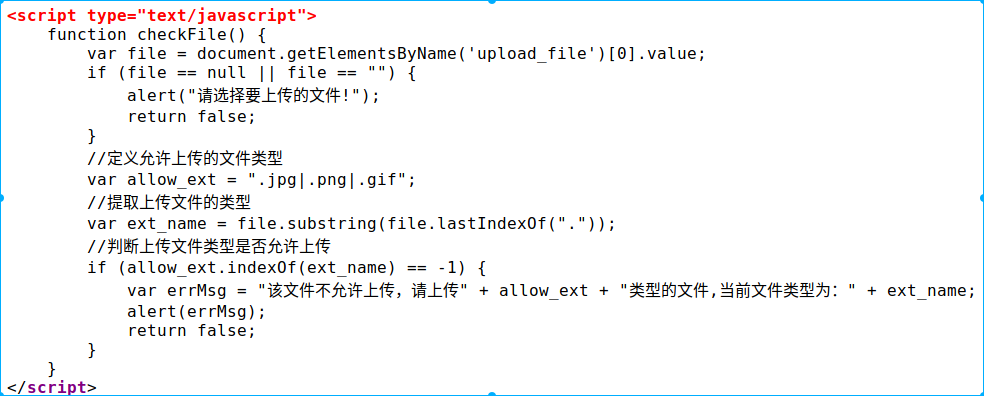 <script type="text/javascript">
    function checkFile() {
        var file = document.getElementsByName('upload_file')[0].value;
        if (file == null || file == "") {
            alert("请选择要上传的文件!");
            return false;
        }
        //定义允许上传的文件类型
        var allow_ext = ".jpg|.png|.gif";
        //提取上传文件的类型
        var ext_name = file.substring(file.lastIndexOf("."));
        //判断上传文件类型是否允许上传
        if (allow_ext.indexOf(ext_name) == -1) {
            var errMsg = "该文件不允许上传，请上传" + allow_ext + "类型的文件,当前文件类型为：" + ext_name;
            alert(errMsg);
            return false;
        }
    }
</script>